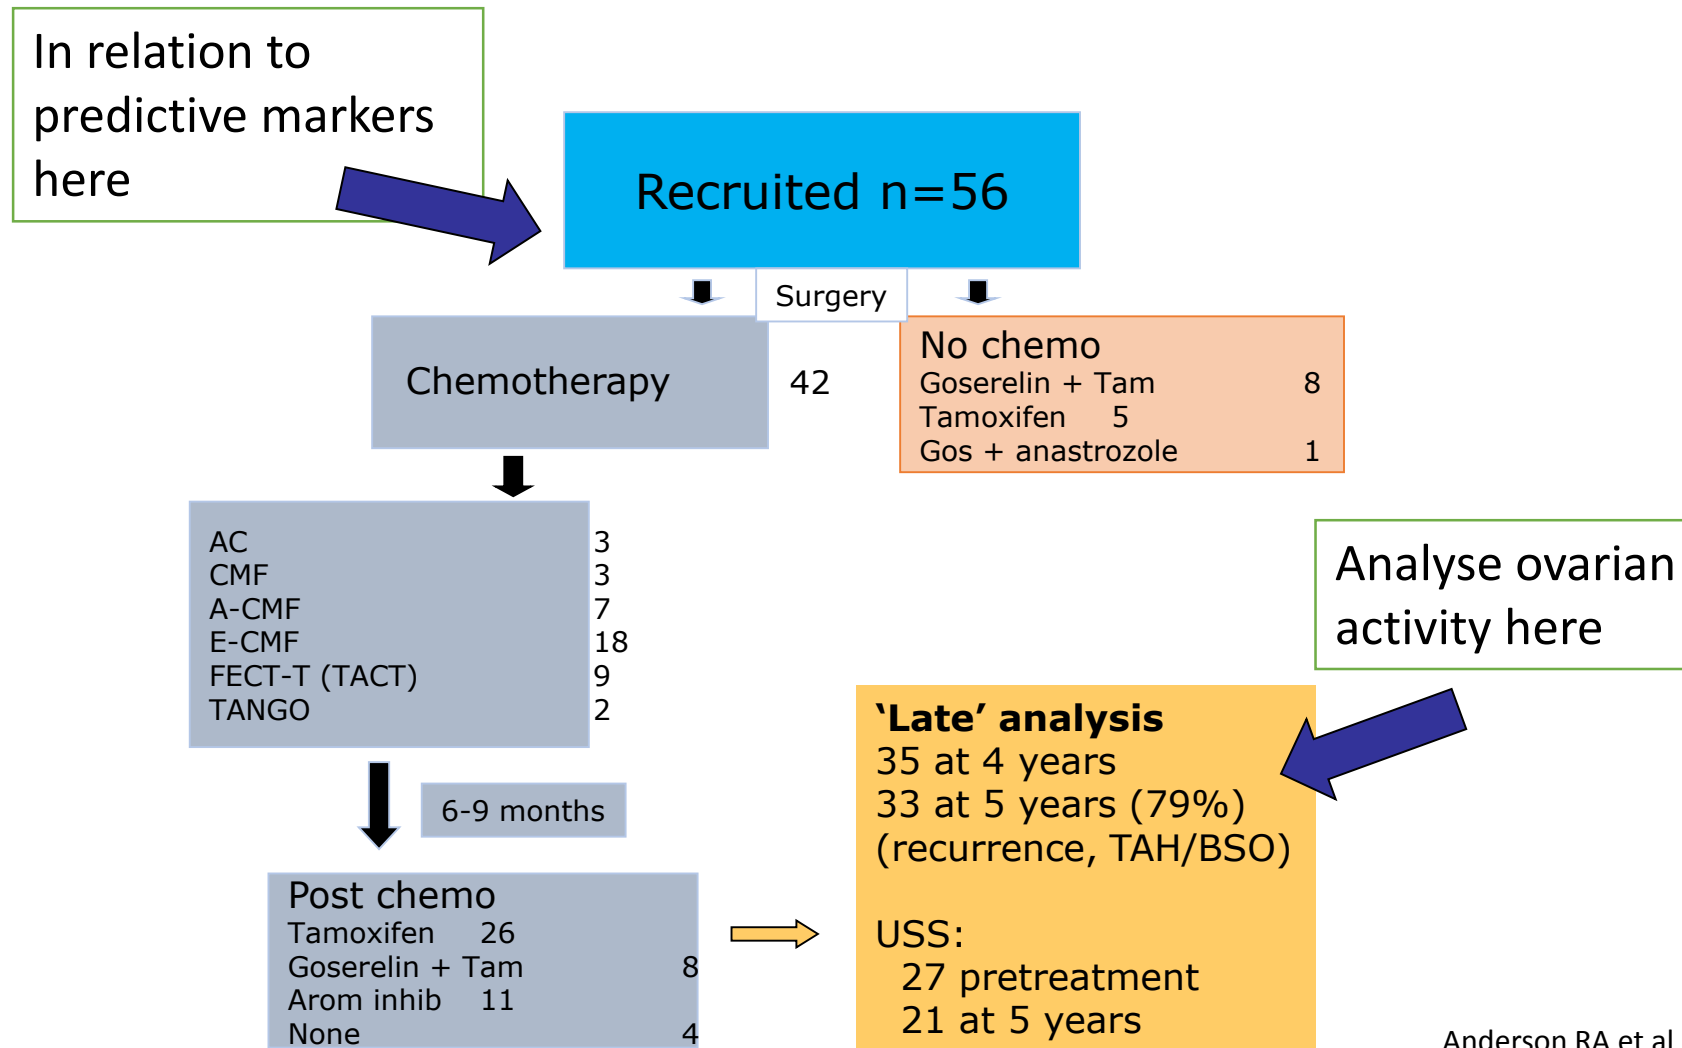 In relation to
predictive markers
here
Recruited n=56
Surgery
Chemotherapy 42
No chemo
Goserelin + Tam 8
Tamoxifen 5
Gos + anastrozole 1
AC 3
CMF 3
A-CMF 7
E-CMF 18
FECT-T (TACT) 9
TANGO 2
Analyse ovarian
activity here
6-9 months
Post chemo
Tamoxifen 26
Goserelin + Tam 8
Arom inhib 11
None 4
‘Late’ analysis
35 at 4 years
33 at 5 years (79%)
(recurrence, TAH/BSO)
USS:
27 pretreatment
21 at 5 years
Anderson RA et al